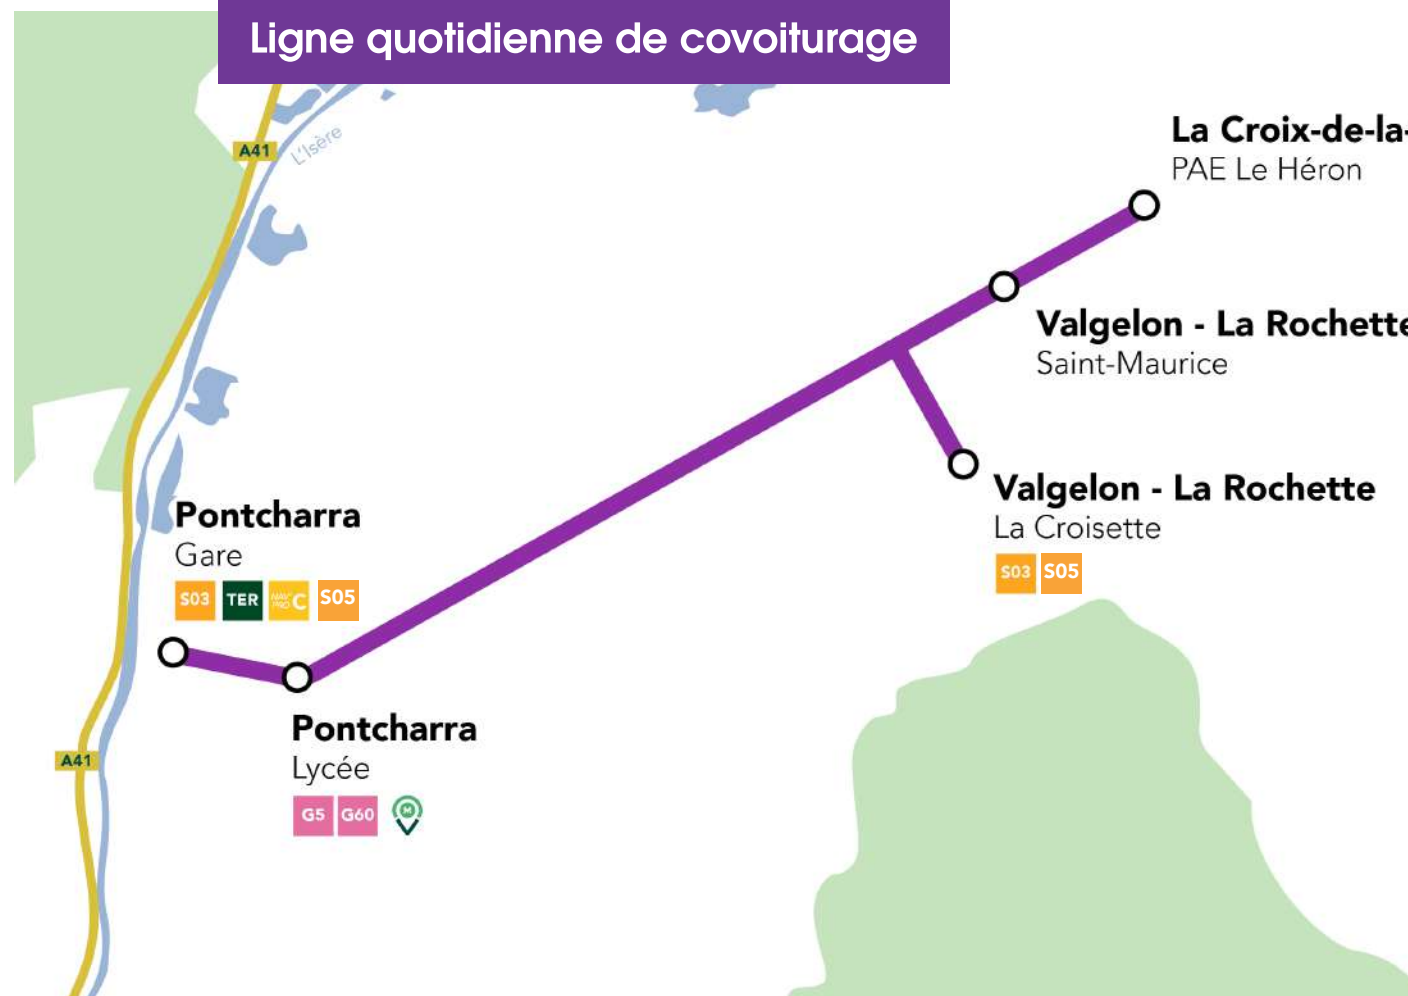 Ligne quotidienne de covoiturage
A41
L'Isère
La Croix-de-la-
PAE Le Héron
Valgelon - La Rochette
Saint-Maurice
Valgelon - La Rochette
La Croisette
S03 S05
Pontcharra
Gare
S03 TER C S05
Pontcharra
Lycée
G5 G60 M
A41